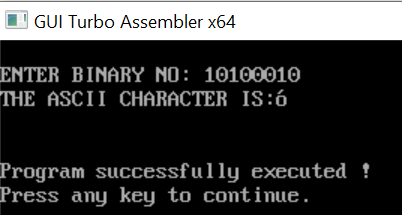 GUI Turbo Assembler x64
ENTER BINARY NO: 10100010
THE ASCII CHARACTER IS:ó
Program successfully executed !
Press any key to continue.